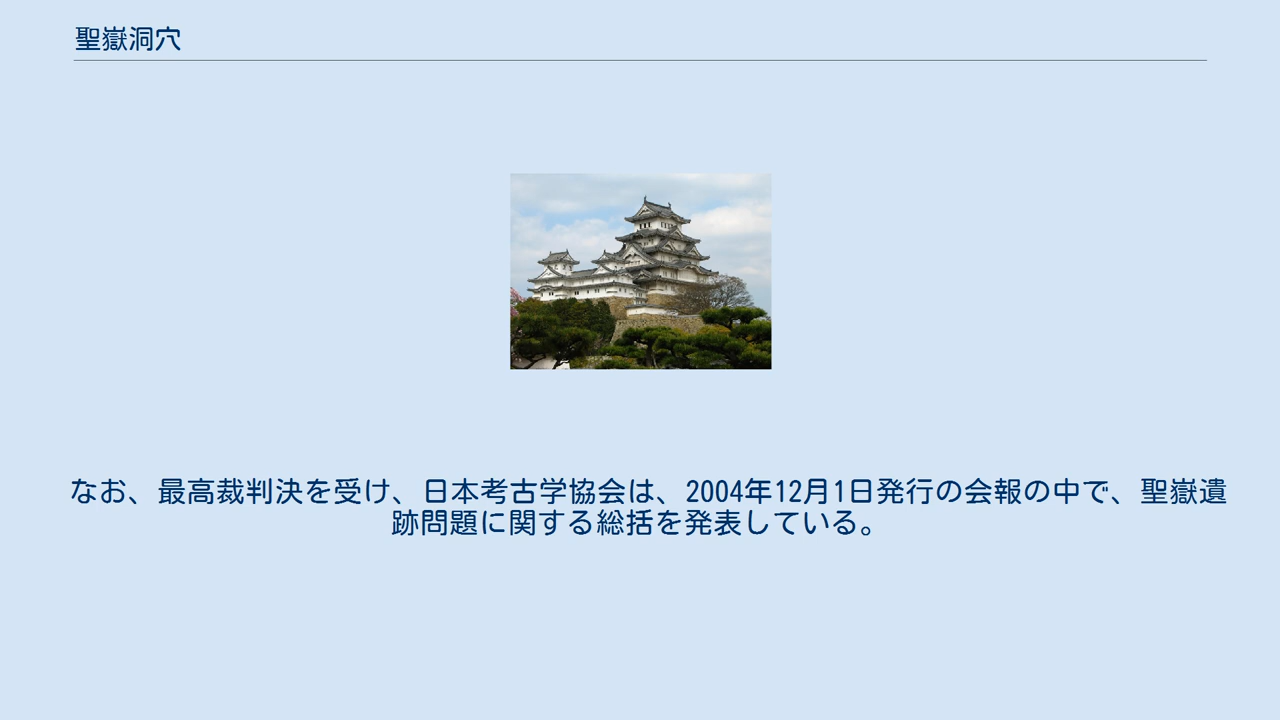 聖嶽洞穴
なお、最高裁判決を受け、日本考古学協会は、2004年12月1日発行の会報の中で、聖嶽遺
跡問題に関する総括を発表している。